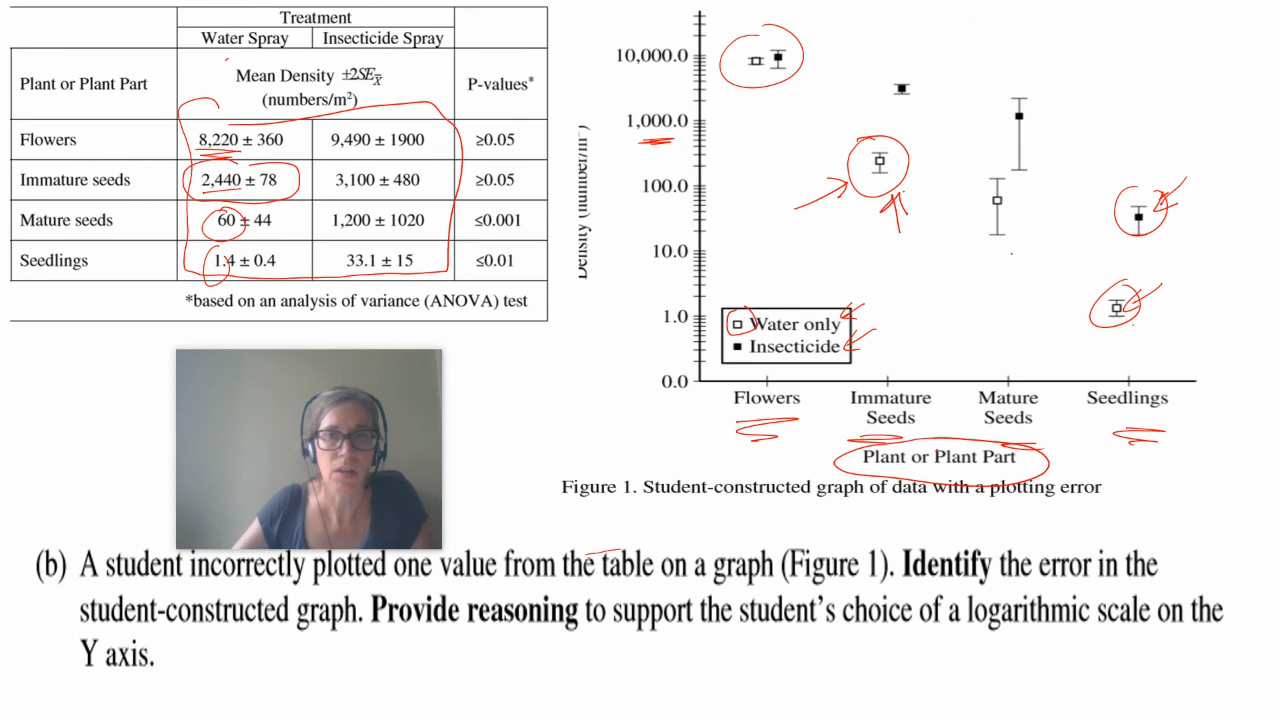 Treatment
Water Spray Insecticide Spray
Plant or Plant Part Mean Density ±2SE_x̄ (numbers/m²) P-values*
Flowers 8,220 ± 360 9,490 ± 1900 ≥0.05
Immature seeds 2,440 ± 78 3,100 ± 480 ≥0.05
Mature seeds 60 ± 44 1,200 ± 1020 ≤0.001
Seedlings 1.4 ± 0.4 33.1 ± 15 ≤0.01
*based on an analysis of variance (ANOVA) test
Density (number/m²)
10,000.0
1,000.0
100.0
10.0
1.0
0.0
Water only
Insecticide
Flowers Immature Seeds Mature Seeds Seedlings
Plant or Plant Part
Figure 1. Student-constructed graph of data with a plotting error
(b) A student incorrectly plotted one value from the table on a graph (Figure 1). Identify the error in the
student-constructed graph. Provide reasoning to support the student's choice of a logarithmic scale on the
Y axis.